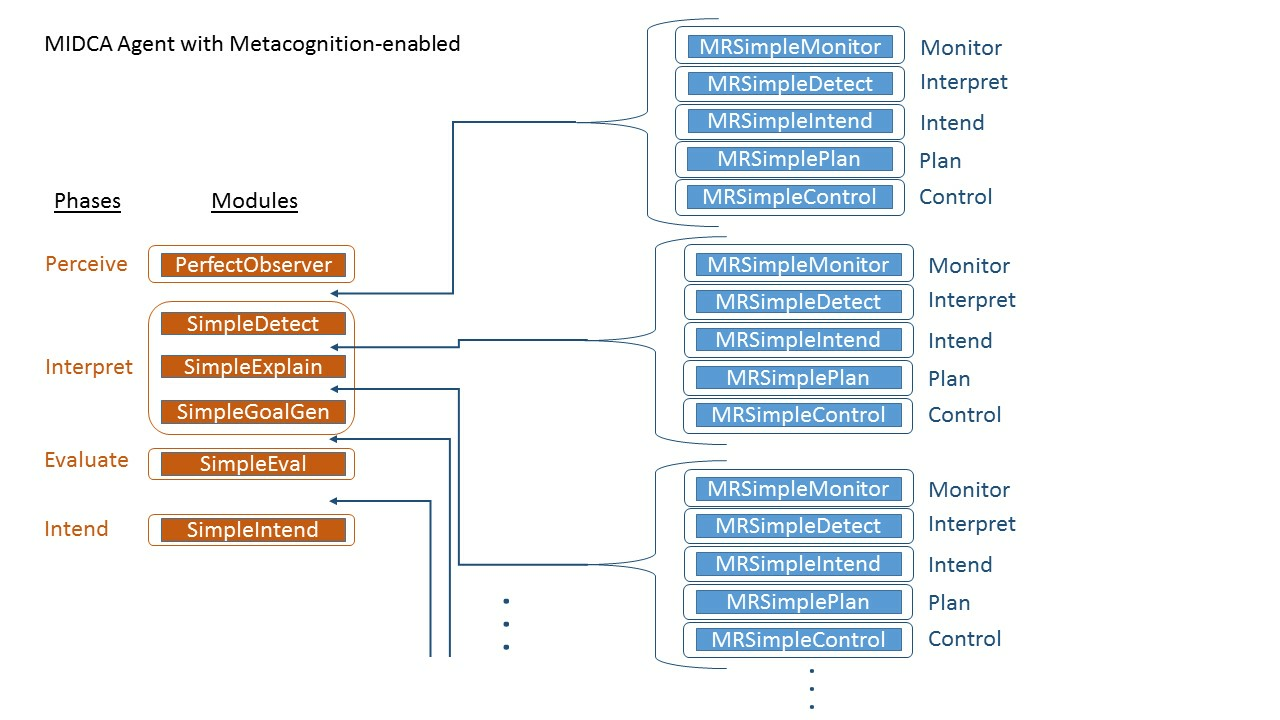 MIDCA Agent with Metacognition-enabled
Phases Modules
Perceive PerfectObserver
Interpret
SimpleDetect
SimpleExplain
SimpleGoalGen
Evaluate SimpleEval
Intend SimpleIntend
MRSimpleMonitor Monitor
MRSimpleDetect Interpret
MRSimpleIntend Intend
MRSimplePlan Plan
MRSimpleControl Control
MRSimpleMonitor Monitor
MRSimpleDetect Interpret
MRSimpleIntend Intend
MRSimplePlan Plan
MRSimpleControl Control
MRSimpleMonitor Monitor
MRSimpleDetect Interpret
MRSimpleIntend Intend
MRSimplePlan Plan
MRSimpleControl Control